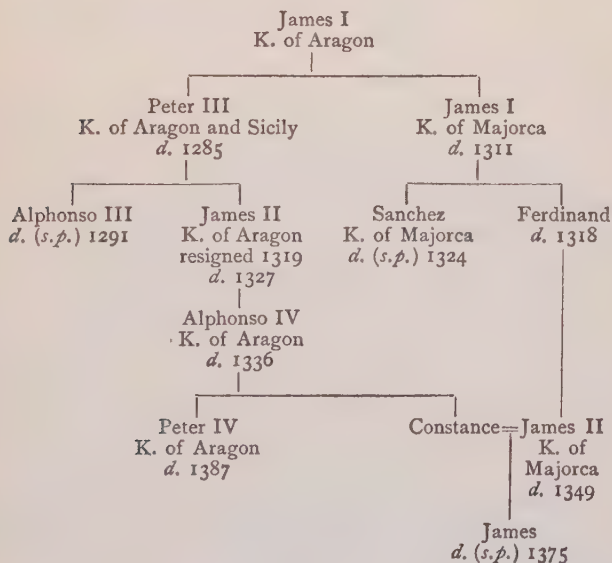 James I
K. of Aragon
Peter III
K. of Aragon and Sicily
d. 1285
James I
K. of Majorca
d. 1311
Alphonso III
d. (s.p.) 1291
James II
K. of Aragon
resigned 1319
d. 1327
Sanchez
K. of Majorca
d. (s.p.) 1324
Ferdinand
d. 1318
Alphonso IV
K. of Aragon
d. 1336
Peter IV
K. of Aragon
d. 1387
Constance=James II
K. of
Majorca
d. 1349
James
d. (s.p.) 1375